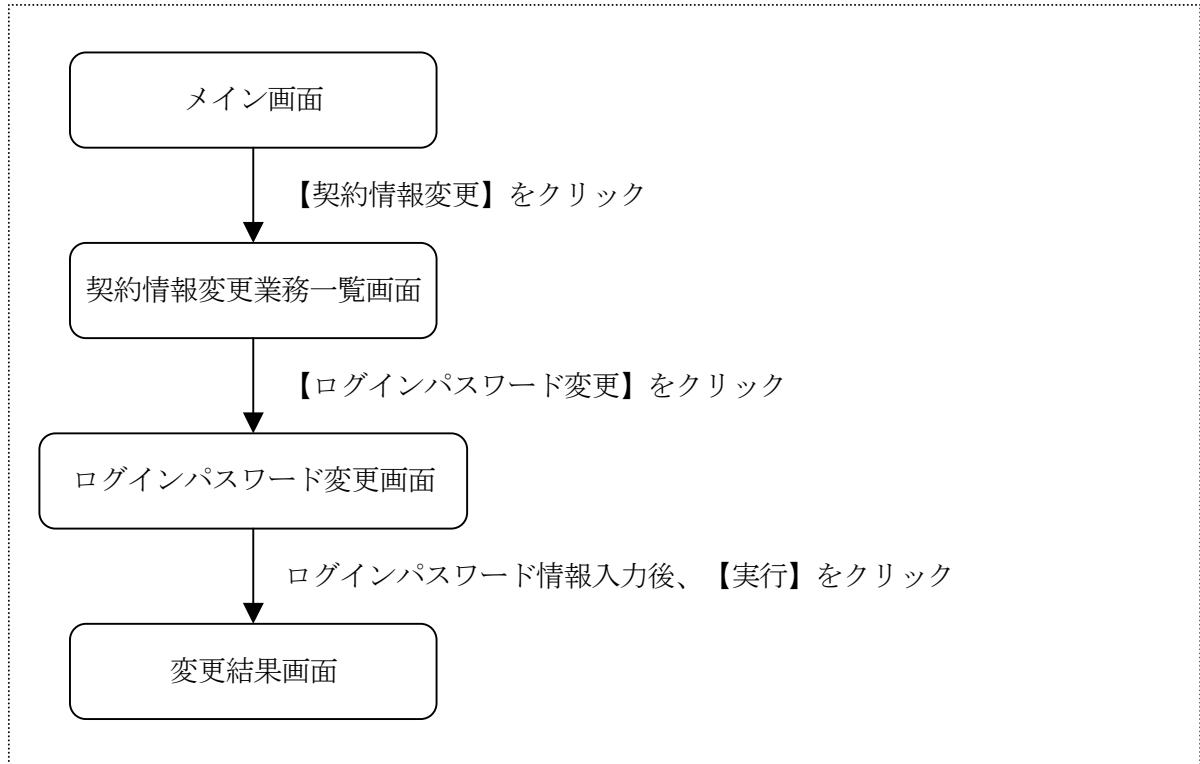 メイン画面
【契約情報変更】をクリック
契約情報変更業務一覧画面
【ログインパスワード変更】をクリック
ログインパスワード変更画面
ログインパスワード情報入力後、【実行】をクリック
変更結果画面